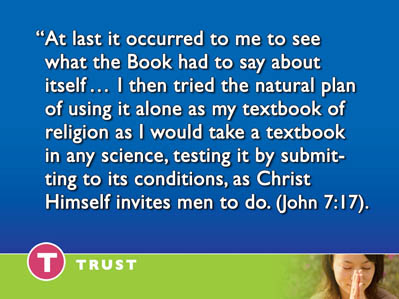 “At last it occurred to me to see
what the Book had to say about
itself … I then tried the natural plan
of using it alone as my textbook of
religion as I would take a textbook
in any science, testing it by submit-
ting to its conditions, as Christ
Himself invites men to do. (John 7:17).
T TRUST